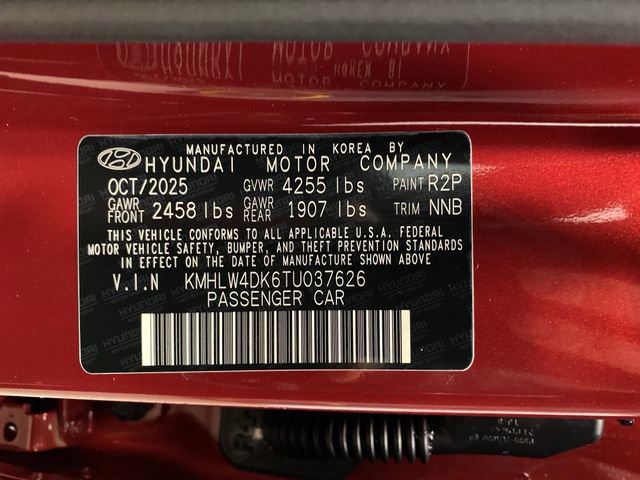 MANUFACTURED IN KOREA BY
HYUNDAI MOTOR COMPANY
OCT/2025 GVWR 4255 lbs PAINT R2P
GAWR FRONT 2458 lbs GAWR REAR 1907 lbs TRIM NNB
THIS VEHICLE CONFORMS TO ALL APPLICABLE U.S.A. FEDERAL
MOTOR VEHICLE SAFETY, BUMPER, AND THEFT PREVENTION STANDARDS
IN EFFECT ON THE DATE OF MANUFACTURE SHOWN ABOVE
V.I.N KMHLW4DK6TU037626
PASSENGER CAR